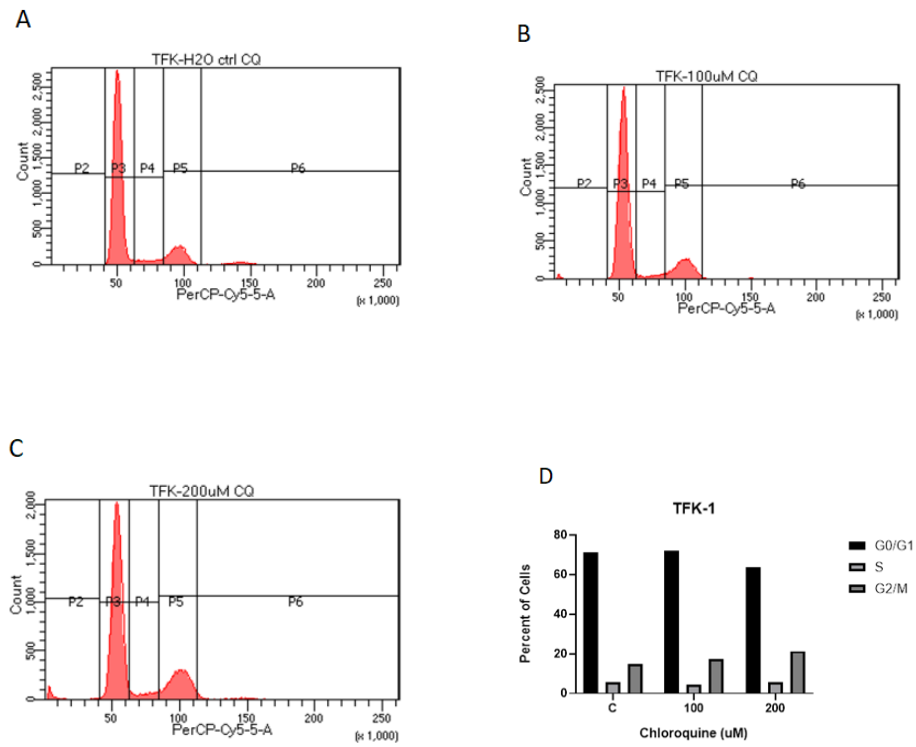 A
TFK-H2O ctrl CQ
Count
2,500
2,000
1,500
1,000
500
0
P2
P3
P4
P5
P6
50
100
150
200
250
PerCP-Cy5-5-A
(x 1,000)
B
TFK-100uM CQ
Count
2,500
2,000
1,500
1,000
500
0
P2
P3
P4
P5
P6
50
100
150
200
250
PerCP-Cy5-5-A
(x 1,000)
C
TFK-200uM CQ
Count
2,000
1,500
1,000
500
0
P2
P3
P4
P5
P6
50
100
150
200
250
PerCP-Cy5-5-A
(x 1,000)
D
TFK-1
Percent of Cells
80
60
40
20
0
C
100
200
Chloroquine (uM)
G0/G1
S
G2/M